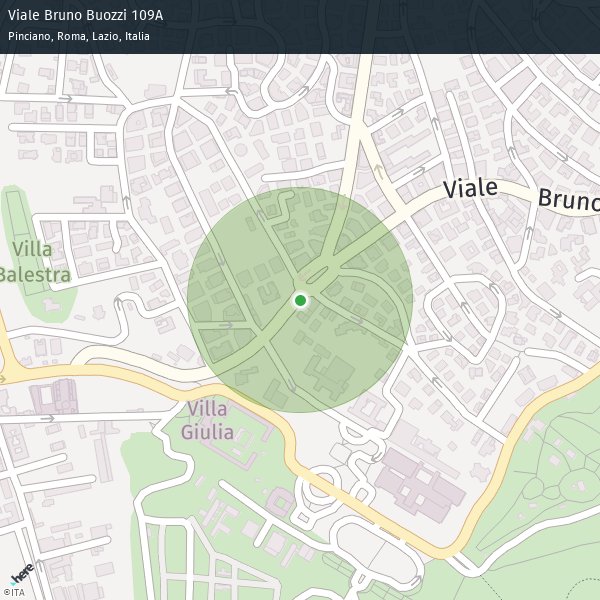 Viale Bruno Buozzi 109A
Pinciano, Roma, Lazio, Italia
Viale Bruno
Villa
Balestra
Villa
Giulia
here
©ITA